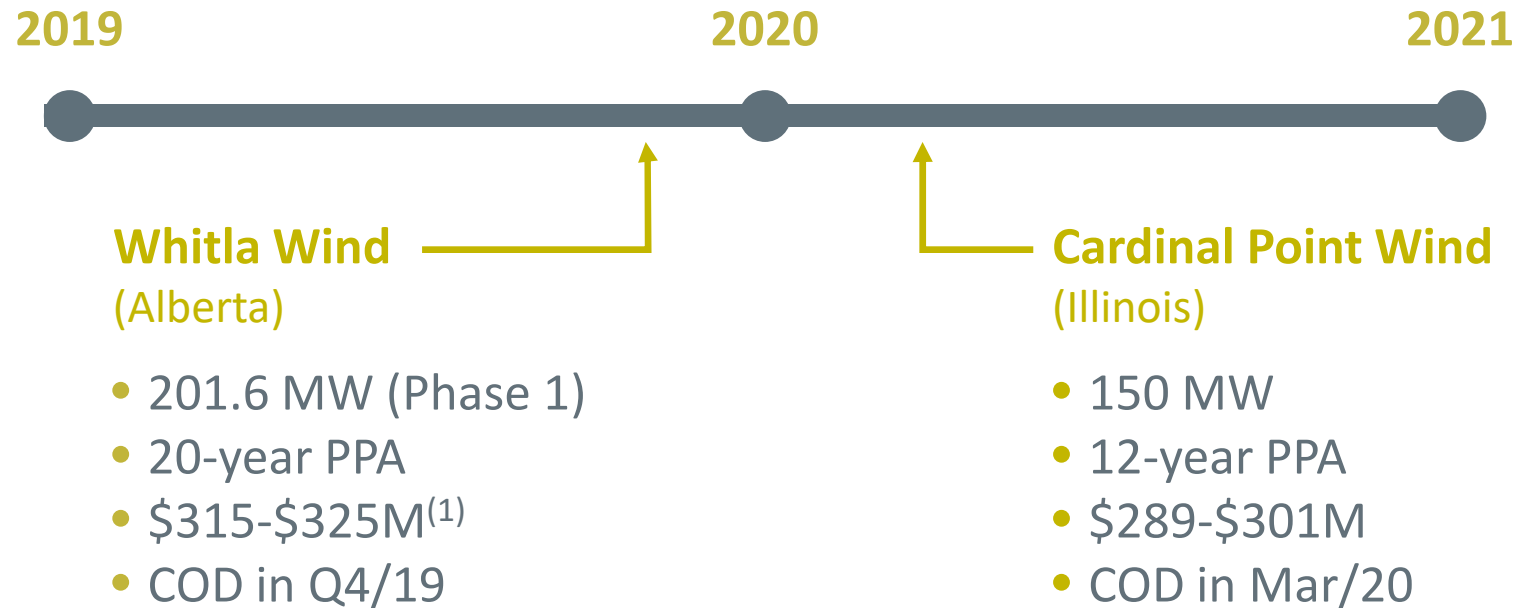 2019
2020
2021
Whitla Wind
(Alberta)
• 201.6 MW (Phase 1)
• 20-year PPA
• $315-$325M(1)
• COD in Q4/19
Cardinal Point Wind
(Illinois)
• 150 MW
• 12-year PPA
• $289-$301M
• COD in Mar/20